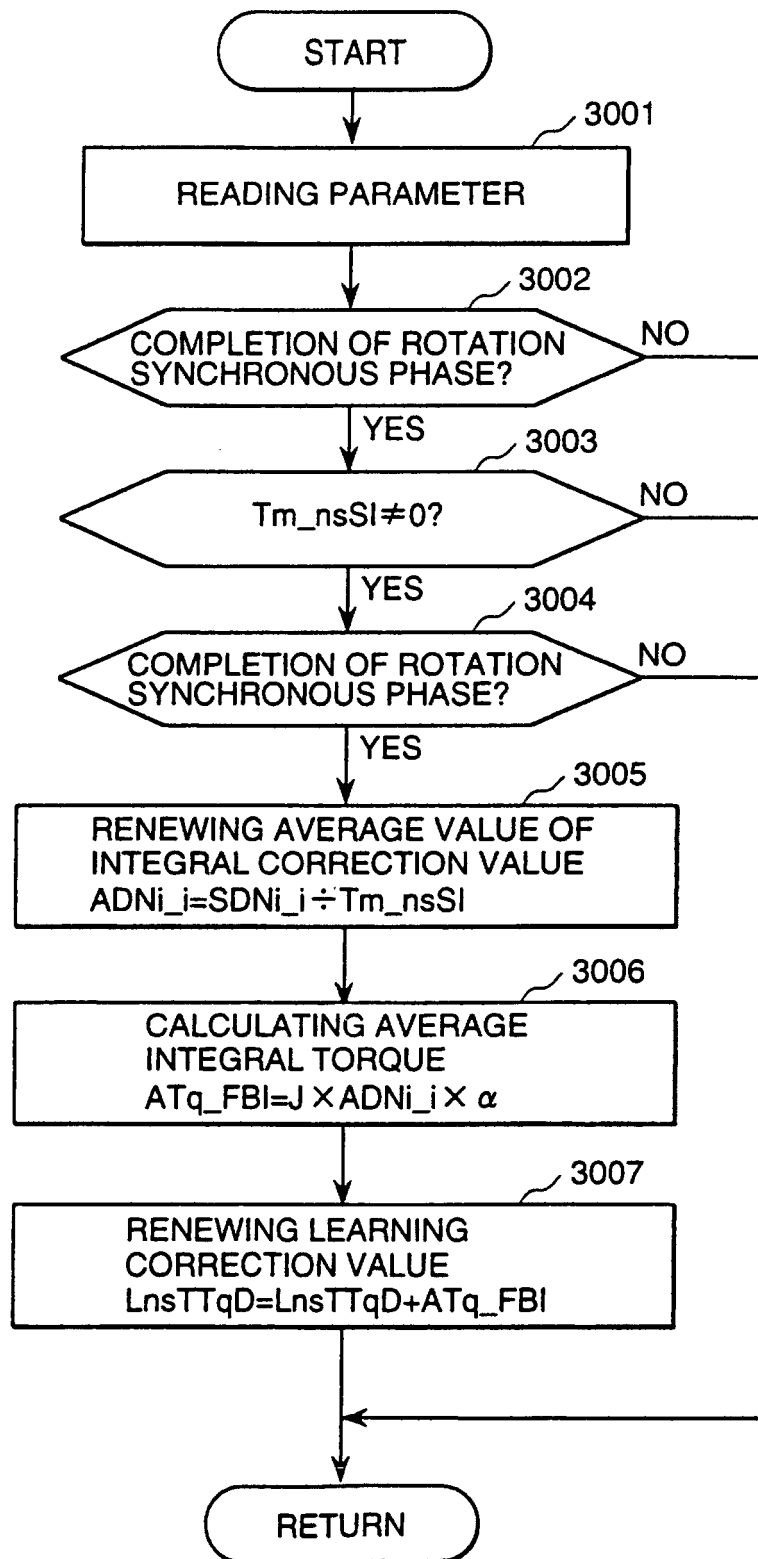 START
3001
READING PARAMETER
3002
COMPLETION OF ROTATION
SYNCHRONOUS PHASE?
NO
YES
3003
Tm_nsSI≠0?
NO
YES
3004
COMPLETION OF ROTATION
SYNCHRONOUS PHASE?
NO
YES
3005
RENEWING AVERAGE VALUE OF
INTEGRAL CORRECTION VALUE
ADNi_i=SDNi_i÷Tm_nsSI
3006
CALCULATING AVERAGE
INTEGRAL TORQUE
ATq_FBI=J×ADNi_i×α
3007
RENEWING LEARNING
CORRECTION VALUE
LnsTTqD=LnsTTqD+ATq_FBI
RETURN